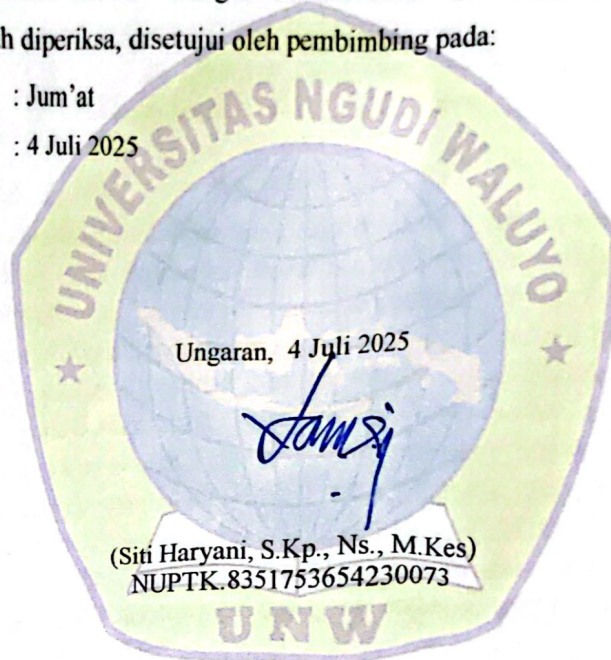 h diperiksa, disetujui oleh pembimbing pada:
: Jum'at
: 4 Juli 2025
UNIVERSITAS NGUDI WALUYO
Ungaran, 4 Juli 2025
(Siti Haryani, S.Kp., Ns., M.Kes)
NUPTK.8351753654230073
UNW